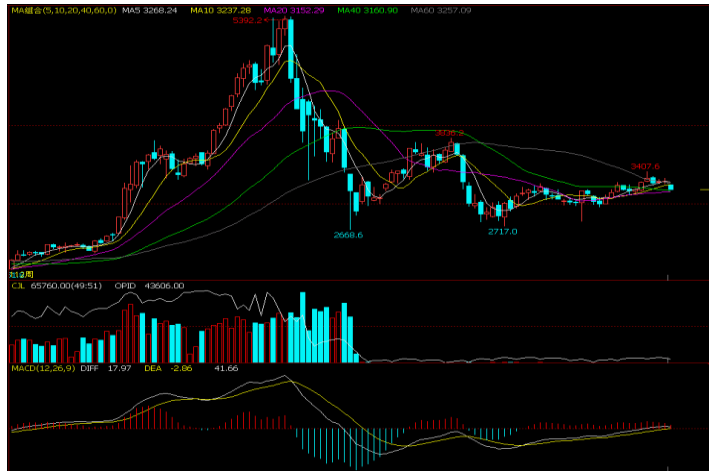 MA组合(5,10,20,40,60,0) MA5 3268.24 MA10 3237.28 MA20 3152.29 MA40 3160.90 MA60 3257.09
5382.2
3407.6
2668.6
2717.0
CJL 65760.00(49:51) OPID 43606.00
MACD(12,26,9) DIFF 17.97 DEA -2.86 41.66